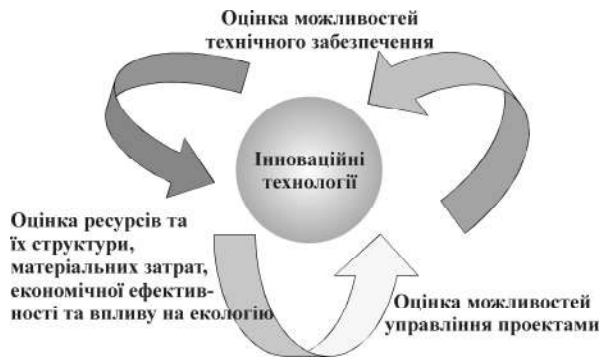 Оцінка можливостей
технічного забезпечення
Інноваційні
технології
Оцінка ресурсів та
їх структури,
матеріальних затрат,
економічної ефектив-
ності та впливу на екологію
Оцінка можливостей
управління проектами